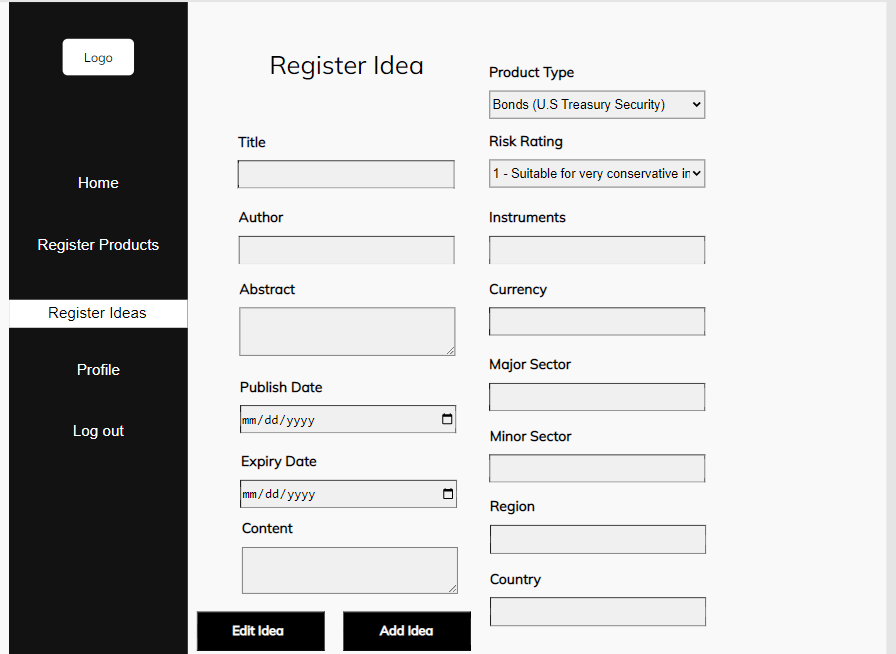 Logo
Home
Register Products
Register Ideas
Profile
Log out
Register Idea
Title
Author
Abstract
Publish Date
mm/dd/yyyy
Expiry Date
mm/dd/yyyy
Content
Edit Idea
Add Idea
Product Type
Bonds (U.S Treasury Security)
Risk Rating
1 - Suitable for very conservative in
Instruments
Currency
Major Sector
Minor Sector
Region
Country